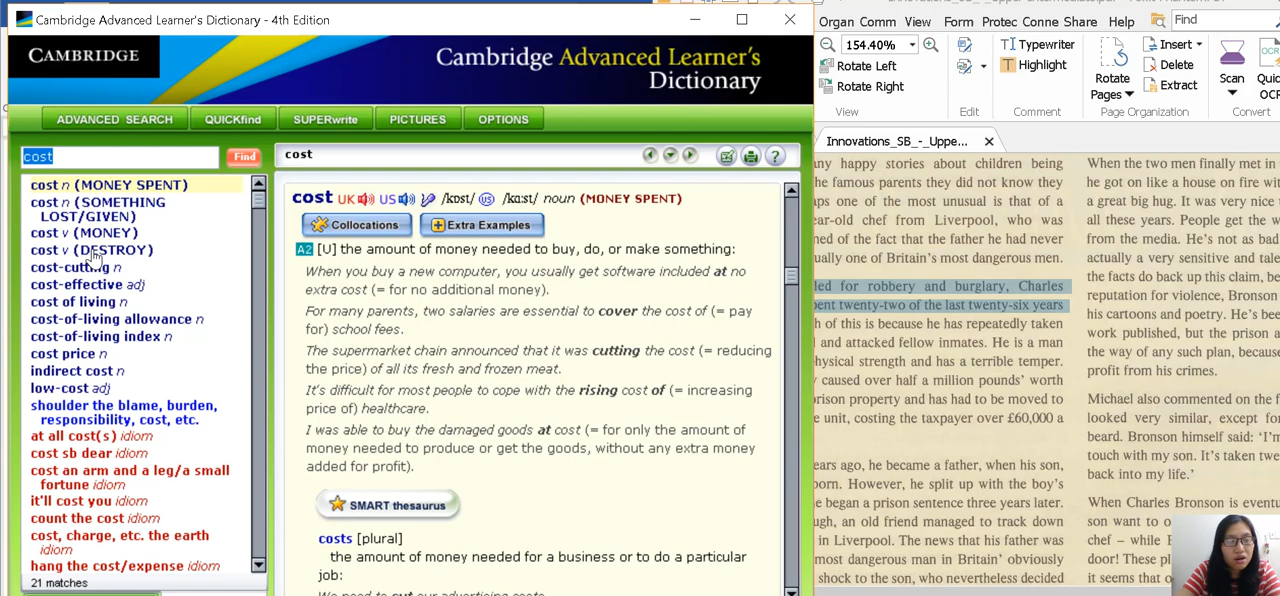 Cambridge Advanced Learner's Dictionary - 4th Edition
CAMBRIDGE
Cambridge Advanced Learner's
Dictionary
ADVANCED SEARCH QUICKfind SUPERwrite PICTURES OPTIONS
cost Find
cost n (MONEY SPENT)
cost n (SOMETHING
LOST/GIVEN)
cost v (MONEY)
cost v (DESTROY)
cost-cutting n
cost-effective adj
cost of living n
cost-of-living allowance n
cost-of-living index n
cost price n
indirect cost n
low-cost adj
shoulder the blame, burden,
responsibility, cost, etc.
at all cost(s) idiom
cost sb dear idiom
cost an arm and a leg/a small
fortune idiom
it'll cost you idiom
count the cost idiom
cost, charge, etc. the earth
idiom
hang the cost/expense idiom
21 matches
cost
cost UK US /kɒst/ US /kɑːst/ noun (MONEY SPENT)
Collocations Extra Examples
A2 [U] the amount of money needed to buy, do, or make something:
When you buy a new computer, you usually get software included at no
extra cost (= for no additional money).
For many parents, two salaries are essential to cover the cost of (= pay
for) school fees.
The supermarket chain announced that it was cutting the cost (= reducing
the price) of all its fresh and frozen meat.
It's difficult for most people to cope with the rising cost of (= increasing
price of) healthcare.
I was able to buy the damaged goods at cost (= for only the amount of
money needed to produce or get the goods, without any extra money
added for profit).
SMART thesaurus
costs [plural]
the amount of money needed for a business or to do a particular
job:
Organ Comm View Form Protec Conne Share Help Find
154.40% Typewriter Insert
Rotate Left Highlight Rotate Delete Scan Quick
Rotate Right Pages Extract OCR
View Edit Comment Page Organization Convert
Innovations_SB_-_Uppe...
any happy stories about children being
the famous parents they did not know
aps one of the most unusual is that of a
ear-old chef from Liverpool, who was
ned of the fact that the father he had never
ually one of Britain's most dangerous men.
led for robbery and burglary, Charles
pent twenty-two of the last twenty-six years
h of this is because he has repeatedly taken
and attacked fellow inmates. He is a man
hysical strength and has a terrible temper.
y caused over half a million pounds' worth
rison property and has had to be moved to
e unit, costing the taxpayer over £60,000 a
ears ago, he became a father, when his son,
orn. However, he split up with the boy's
e began a prison sentence three years later.
ugh, an old friend managed to track down
in Liverpool. The news that his father was
most dangerous man in Britain' obviously
shock to the son, who nevertheless decided
When the two men finally met in
he got on like a house on fire wit
a great big hug. It was very nice t
all these years. People get the w
from the media. He's not as bad
actually a very sensitive and tale
the facts do back up this claim, be
reputation for violence, Bronson
his cartoons and poetry. He's bee
work published, but the prison a
the way of any such plan, becaus
profit from his crimes.
Michael also commented on the f
looked very similar, except for
beard. Bronson himself said: 'I'm
touch with my son. It's taken twe
back into my life.'
When Charles Bronson is eventu
son want to o
chef – while
door! These p
it seems that o